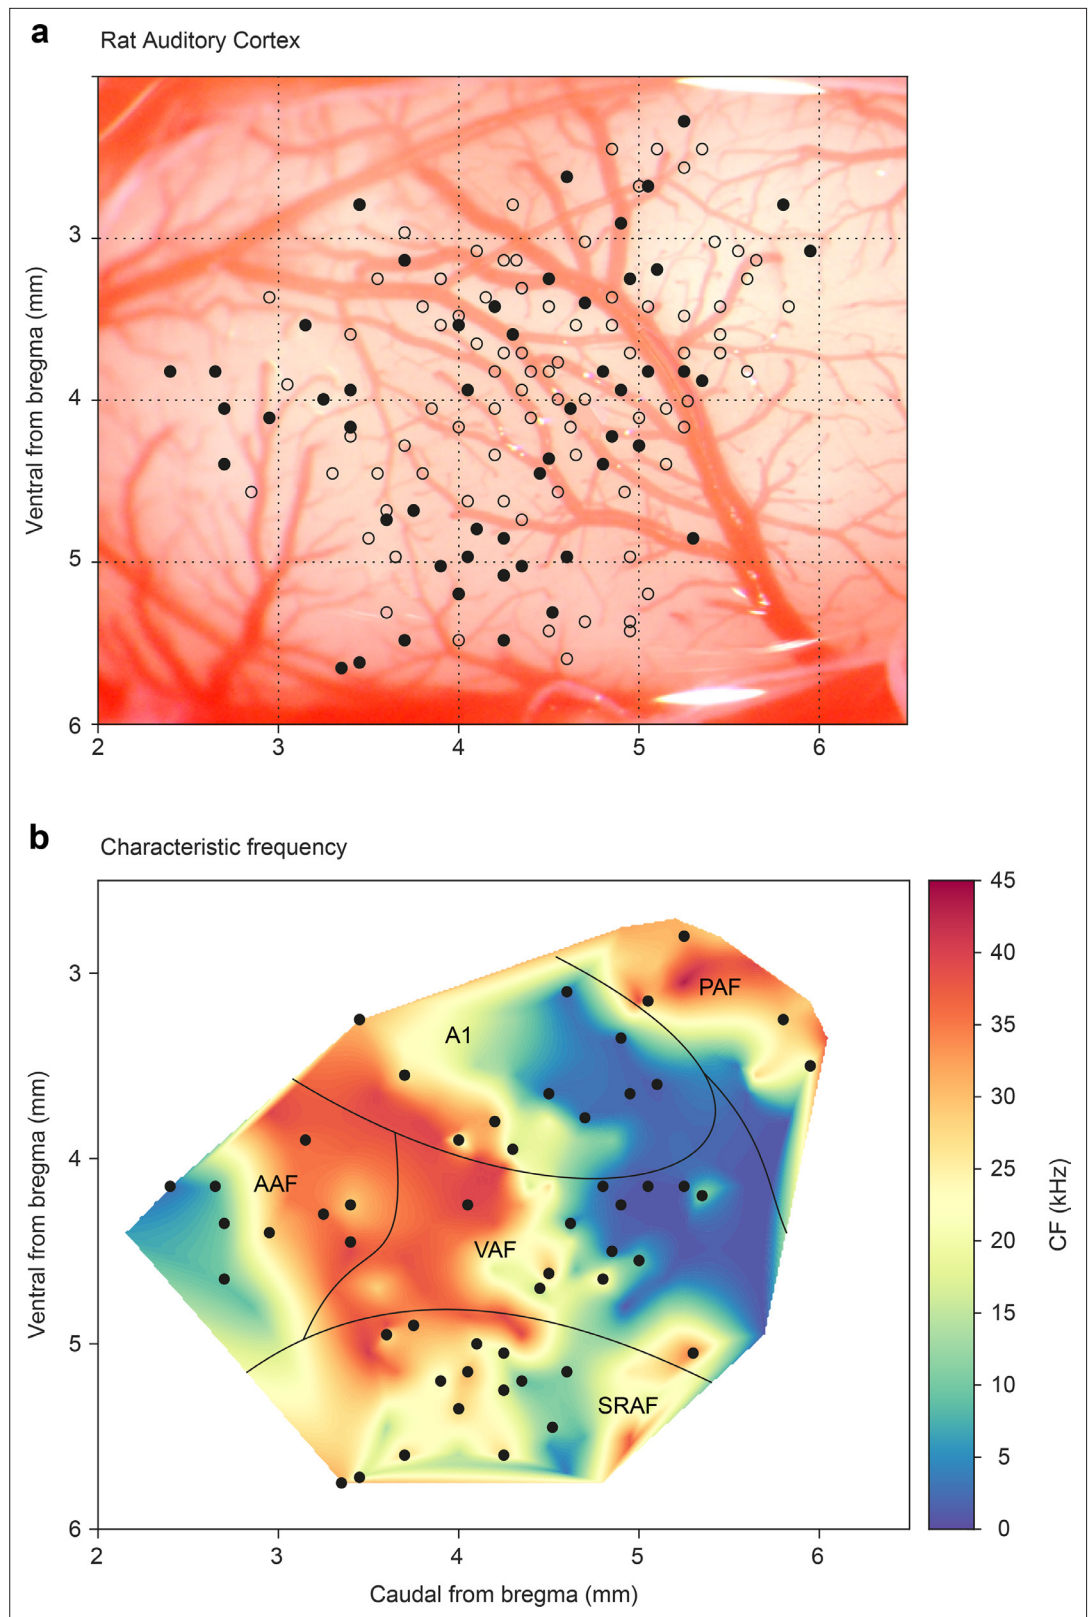 a
Rat Auditory Cortex
3
4
5
6
Ventral from bregma (mm)
2
3
4
5
6
b
Characteristic frequency
3
4
5
6
Ventral from bregma (mm)
PAF
A1
AAF
VAF
SRAF
2
3
4
5
6
Caudal from bregma (mm)
45
40
35
30
25
20
15
10
5
0
CF (kHz)